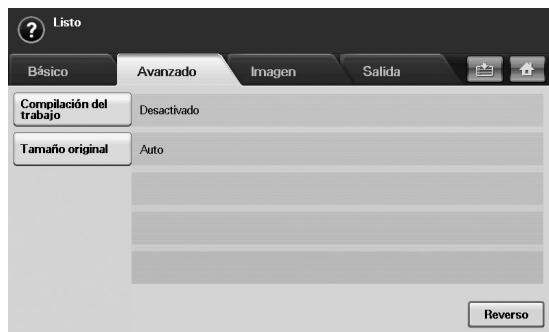 Listo
Básico Avanzado Imagen Salida
Compilación del
trabajo
Desactivado
Tamaño original Auto
Reverso